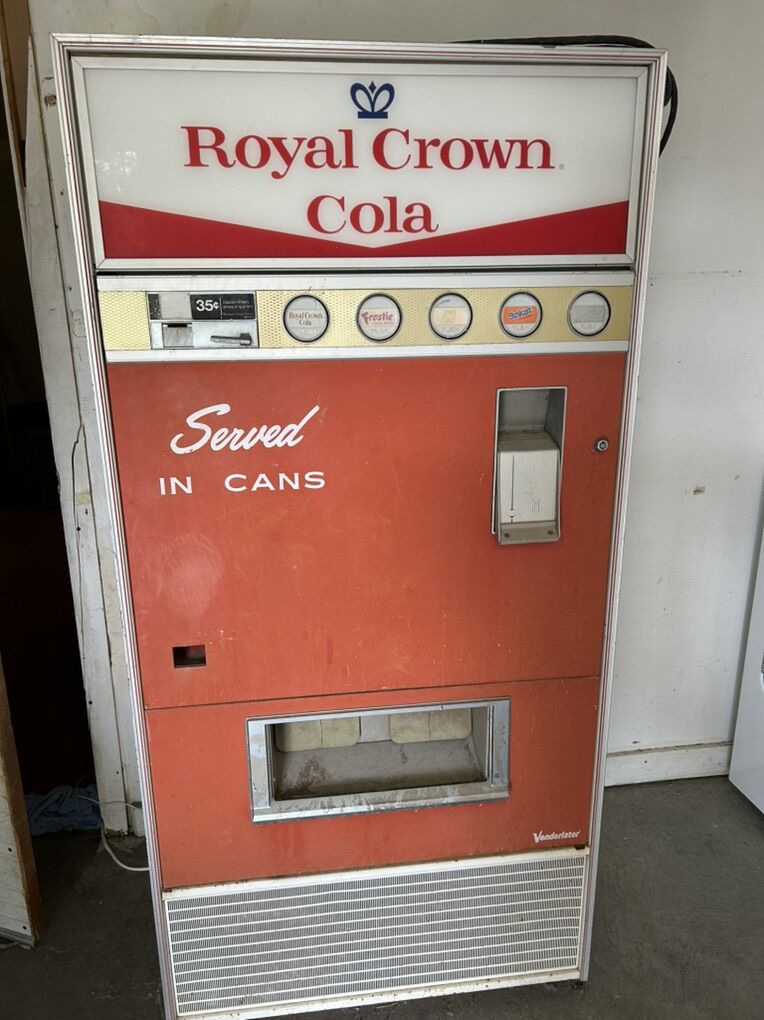 Royal Crown
Cola
35¢
Royal Crown
Cola
Frostie
Sunkist
Served
IN CANS
Vendorlator